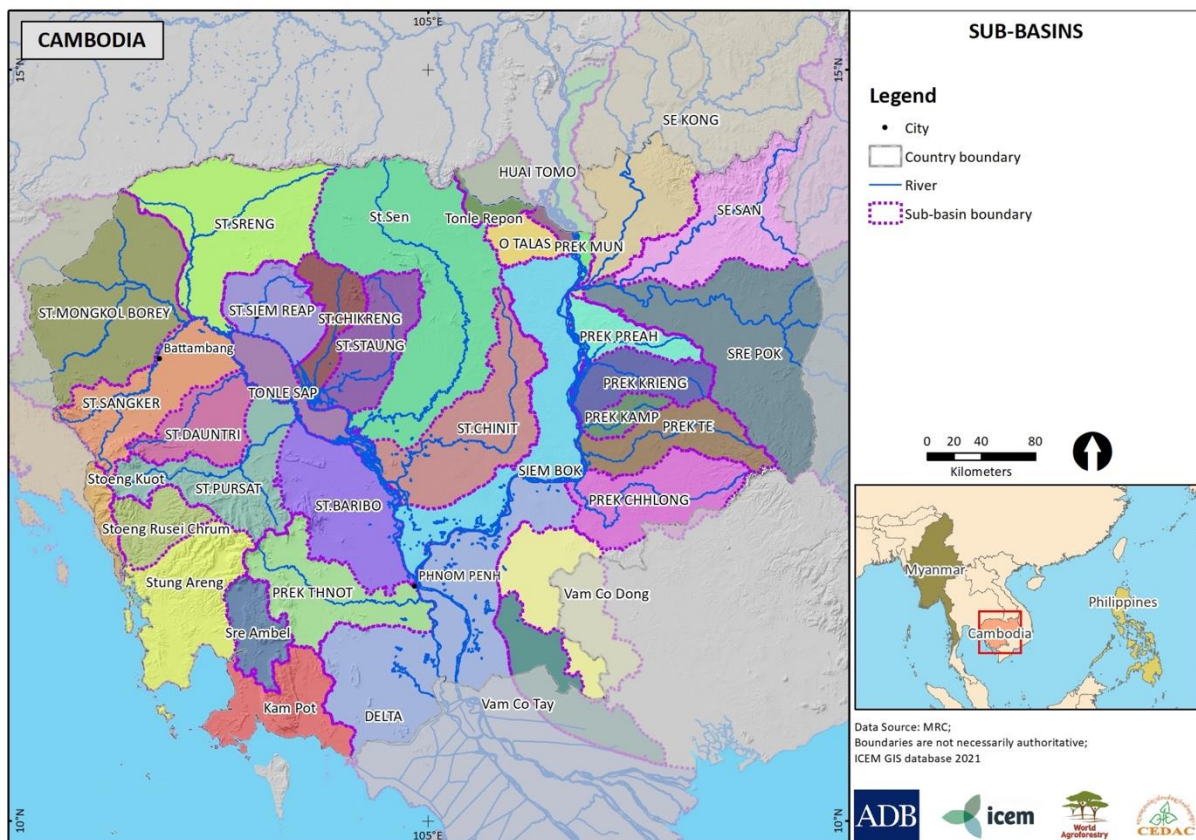 CAMBODIA
105°E
15°N
SE KONG
HUAI TOMO
ST.SRENG
St.Sen
Tonle Repon
SE SAN
O TALAS
PREK MUN
ST.MONGKOL BOREY
ST.SIEM REAP
ST.CHIKRENG
ST.STAUNG
PREK PREAH
SRE POK
Battambang
TONLE SAP
PREK KRIENG
ST.SANGKER
PREK KAMP
ST.DAUNTRI
ST.CHINIT
PREK TE
Stoeng Kuot
SIEM BOK
ST.PURSAT
ST.BARIBO
PREK CHHLONG
Stoeng Rusei Chrum
Stung Areng
PHNOM PENH
PREK THNOT
Vam Co Dong
Sre Ambel
Kam Pot
DELTA
Vam Co Tay
10°N
105°E
15°N
10°N
SUB-BASINS
Legend
City
Country boundary
River
Sub-basin boundary
0 20 40 80
Kilometers
Myanmar
Philippines
Cambodia
Data Source: MRC;
Boundaries are not necessarily authoritative;
ICEM GIS database 2021
ADB
icem
World
Agroforestry
CEDAC